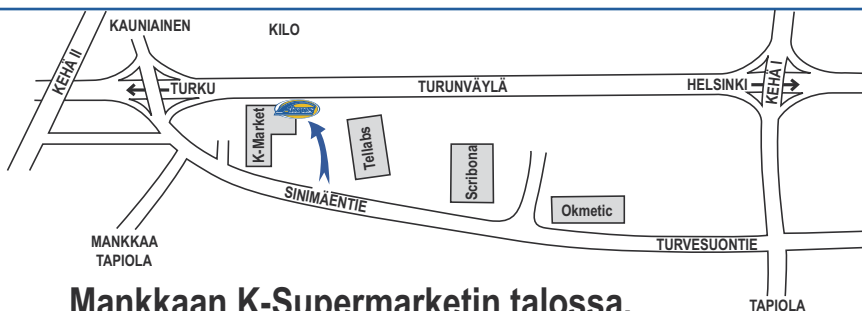 KAUNIAINEN
KILO
KEHÄ II
TURKU
TURUNVÄYLÄ
HELSINKI
KEHÄ I
K-Market
Tellabs
Scribona
SINIMÄENTIE
Okmetic
MANKKAA
TAPIOLA
TURVESUONTIE
Mankkaan K-Supermarketin talossa.
TAPIOLA